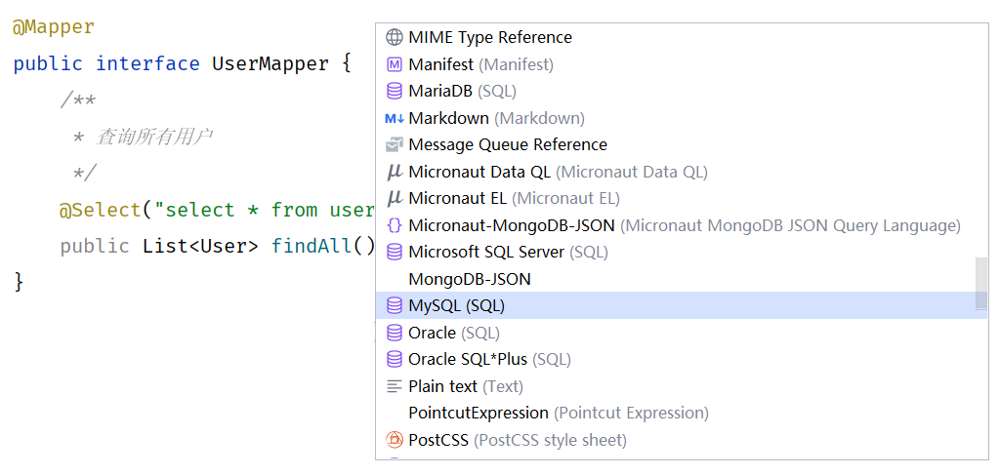 @Mapper
public interface UserMapper {
/**
* 查询所有用户
*/
@Select("select * from user
public List<User> findAll()
}
MIME Type Reference
Manifest (Manifest)
MariaDB (SQL)
M↓ Markdown (Markdown)
Message Queue Reference
μ Micronaut Data QL (Micronaut Data QL)
μ Micronaut EL (Micronaut EL)
{} Micronaut-MongoDB-JSON (Micronaut MongoDB JSON Query Language)
Microsoft SQL Server (SQL)
MongoDB-JSON
MySQL (SQL)
Oracle (SQL)
Oracle SQL*Plus (SQL)
Plain text (Text)
PointcutExpression (Pointcut Expression)
PostCSS (PostCSS style sheet)